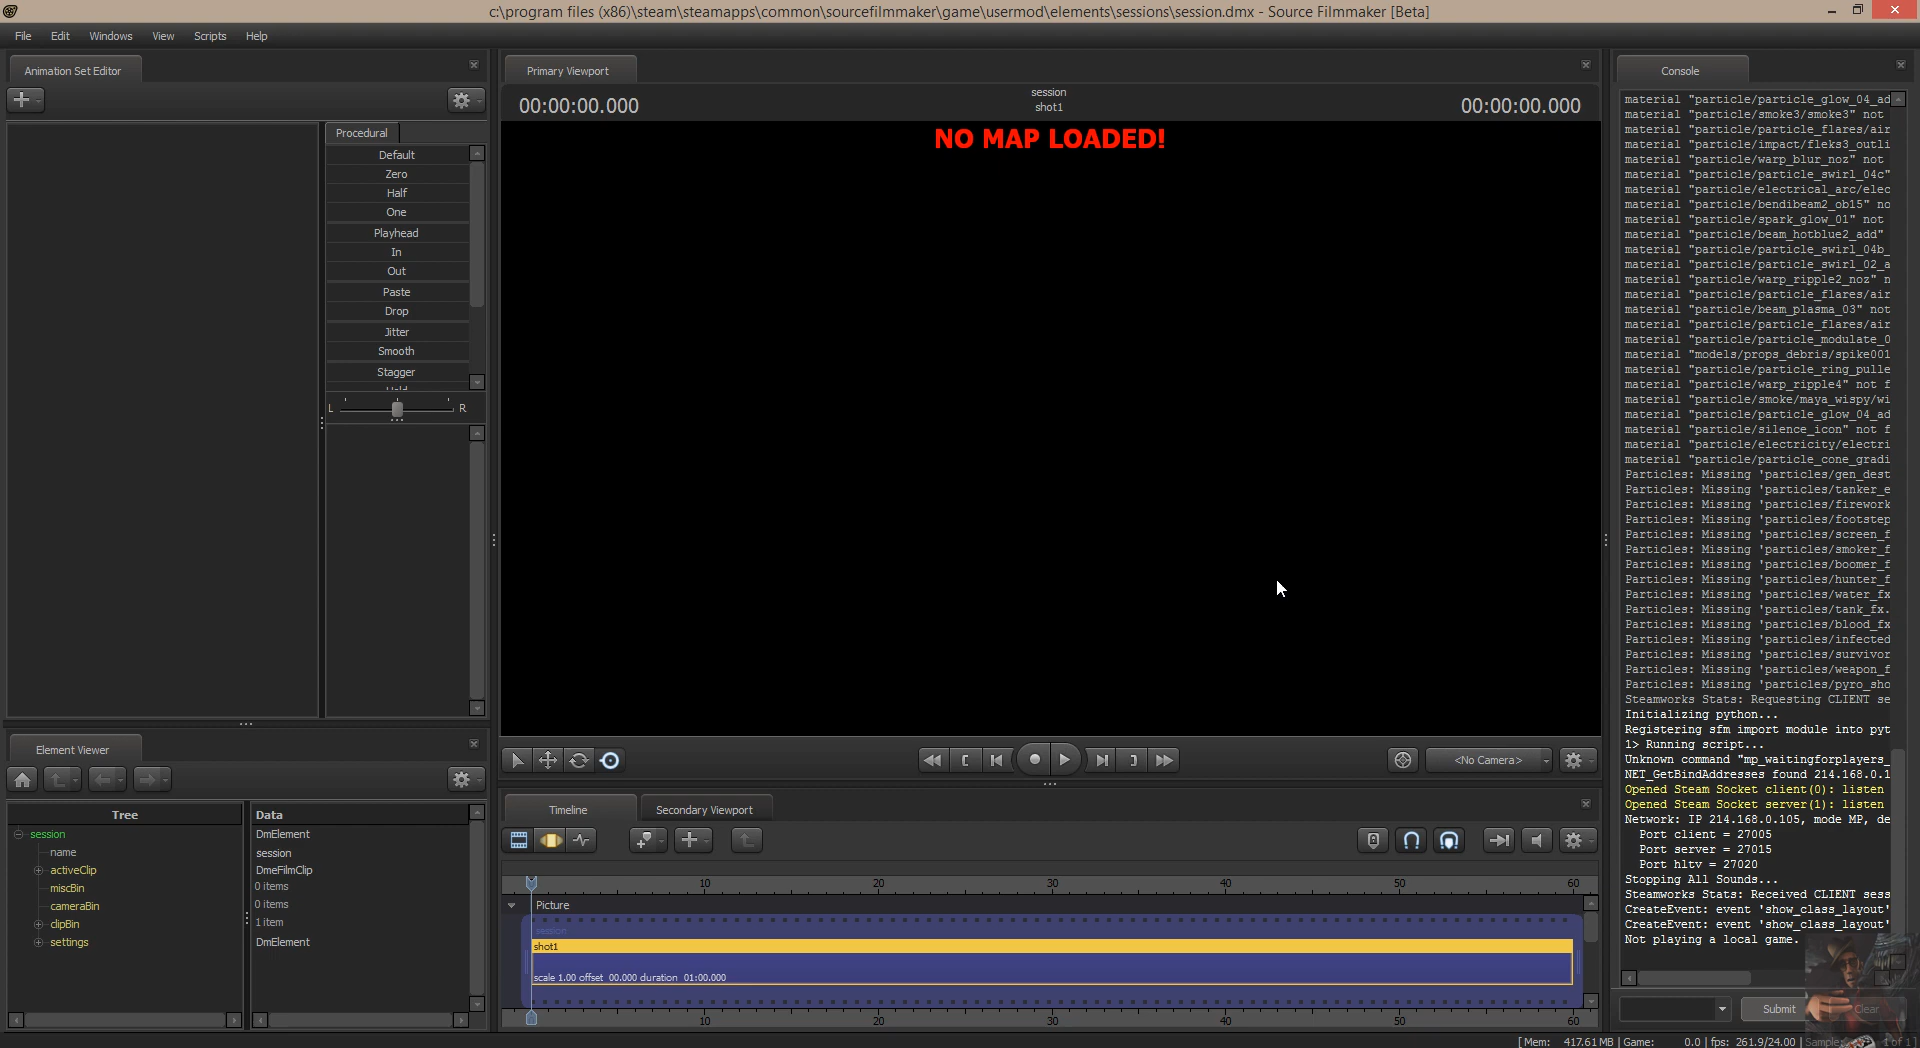 c:\program files (x86)\steam\steamapps\common\sourcefilmmaker\game\usermod\elements\sessions\session.dmx - Source Filmmaker [Beta]
File Edit Windows View Scripts Help
Animation Set Editor
Procedural
Default
Zero
Half
One
Playhead
In
Out
Paste
Drop
Jitter
Smooth
Stagger
L R
Element Viewer
Tree Data
session DmElement
name session
activeClip DmeFilmClip
miscBin 0 items
cameraBin 0 items
clipBin 1 item
settings DmElement
Primary Viewport
session
00:00:00.000 shot1 00:00:00.000
NO MAP LOADED!
<No Camera>
Timeline Secondary Viewport
10 20 30 40 50 60
Picture
session
shot1
scale 1.00 offset 00.000 duration 01:00.000
10 20 30 40 50 60
Console
material "particle/particle_glow_04_ad
material "particle/smoke3/smoke3" not
material "particle/particle_flares/air
material "particle/impact/fleks3_outli
material "particle/warp_blur_noz" not
material "particle/particle_swirl_04c"
material "particle/electrical_arc/elec
material "particle/bendibeam2_ob15" no
material "particle/spark_glow_01" not
material "particle/beam_hotblue2_add"
material "particle/particle_swirl_04b_
material "particle/particle_swirl_02_a
material "particle/warp_ripple2_noz" n
material "particle/particle_flares/air
material "particle/beam_plasma_03" not
material "particle/particle_flares/air
material "particle/particle_modulate_0
material "models/props_debris/spike001
material "particle/particle_ring_pulle
material "particle/warp_ripple4" not f
material "particle/smoke/maya_wispy/wi
material "particle/particle_glow_04_ad
material "particle/silence_icon" not f
material "particle/electricity/electri
material "particle/particle_cone_gradi
Particles: Missing 'particles/gen_dest
Particles: Missing 'particles/tanker_e
Particles: Missing 'particles/firework
Particles: Missing 'particles/footstep
Particles: Missing 'particles/screen_f
Particles: Missing 'particles/smoker_f
Particles: Missing 'particles/boomer_f
Particles: Missing 'particles/hunter_f
Particles: Missing 'particles/water_fx
Particles: Missing 'particles/tank_fx.
Particles: Missing 'particles/blood_fx
Particles: Missing 'particles/infected
Particles: Missing 'particles/survivor
Particles: Missing 'particles/weapon_f
Particles: Missing 'particles/pyro_sho
Steamworks Stats: Requesting CLIENT se
Initializing python...
Registering sfm import module into pyt
1> Running script...
Unknown command "mp_waitingforplayers_
NET_GetBindAddresses found 214.168.0.1
Opened Steam Socket client(0): listen
Opened Steam Socket server(1): listen
Network: IP 214.168.0.105, mode MP, de
Port client = 27005
Port server = 27015
Port hltv = 27020
Stopping All Sounds...
Steamworks Stats: Received CLIENT sess
CreateEvent: event 'show_class_layout'
CreateEvent: event 'show_class_layout'
Not playing a local game.
Submit Clear
[ Mem: 417.61 MB | Game: 0.0 | fps: 261.9/24.00 | Sample: 1 of 1 ]